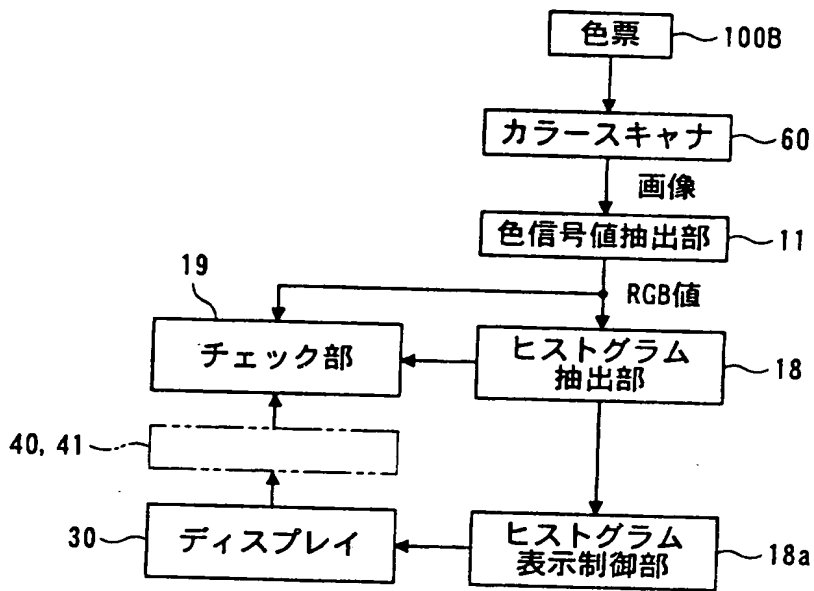 色票
100B
カラースキャナ
60
画像
色信号値抽出部
11
19
RGB値
チェック部
ヒストグラム
抽出部
18
40, 41
30
ディスプレイ
ヒストグラム
表示制御部
18a